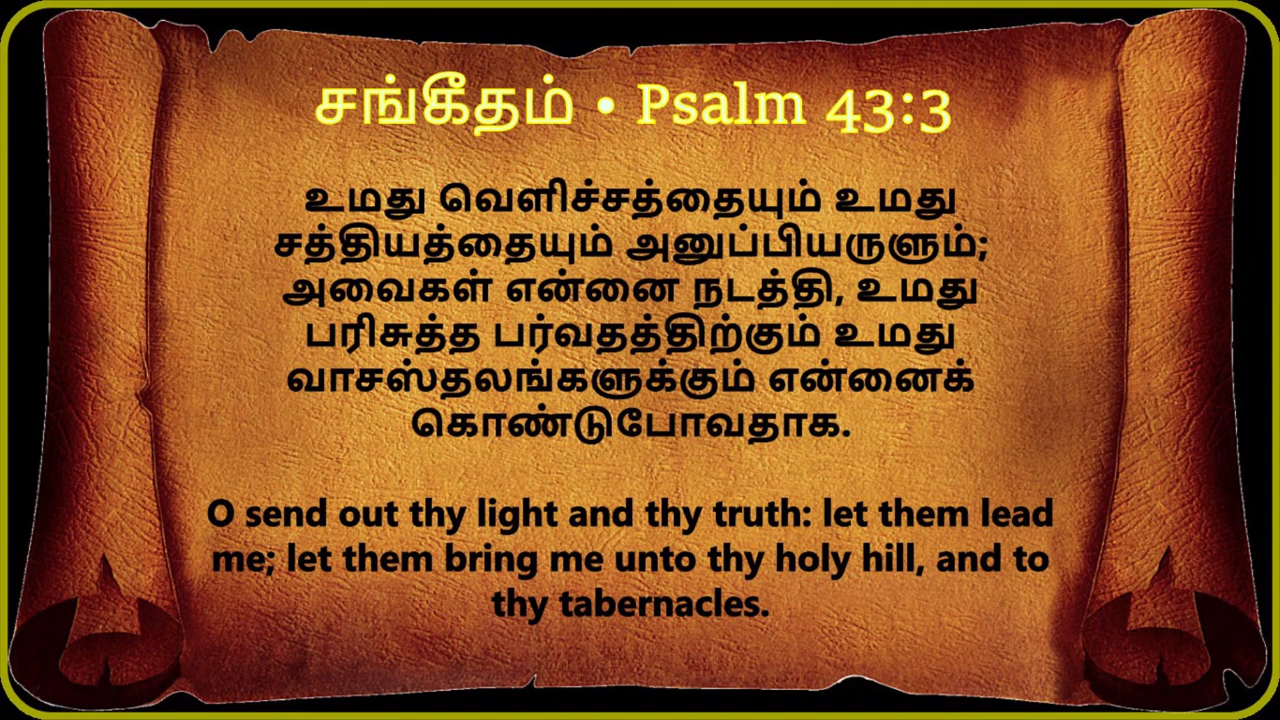 சங்கீதம் • Psalm 43:3
உமது வெளிச்சத்தையும் உமது
சத்தியத்தையும் அனுப்பியருளும்;
அவைகள் என்னை நடத்தி, உமது
பரிசுத்த பர்வதத்திற்கும் உமது
வாசஸ்தலங்களுக்கும் என்னைக்
கொண்டுபோவதாக.
O send out thy light and thy truth: let them lead
me; let them bring me unto thy holy hill, and to
thy tabernacles.